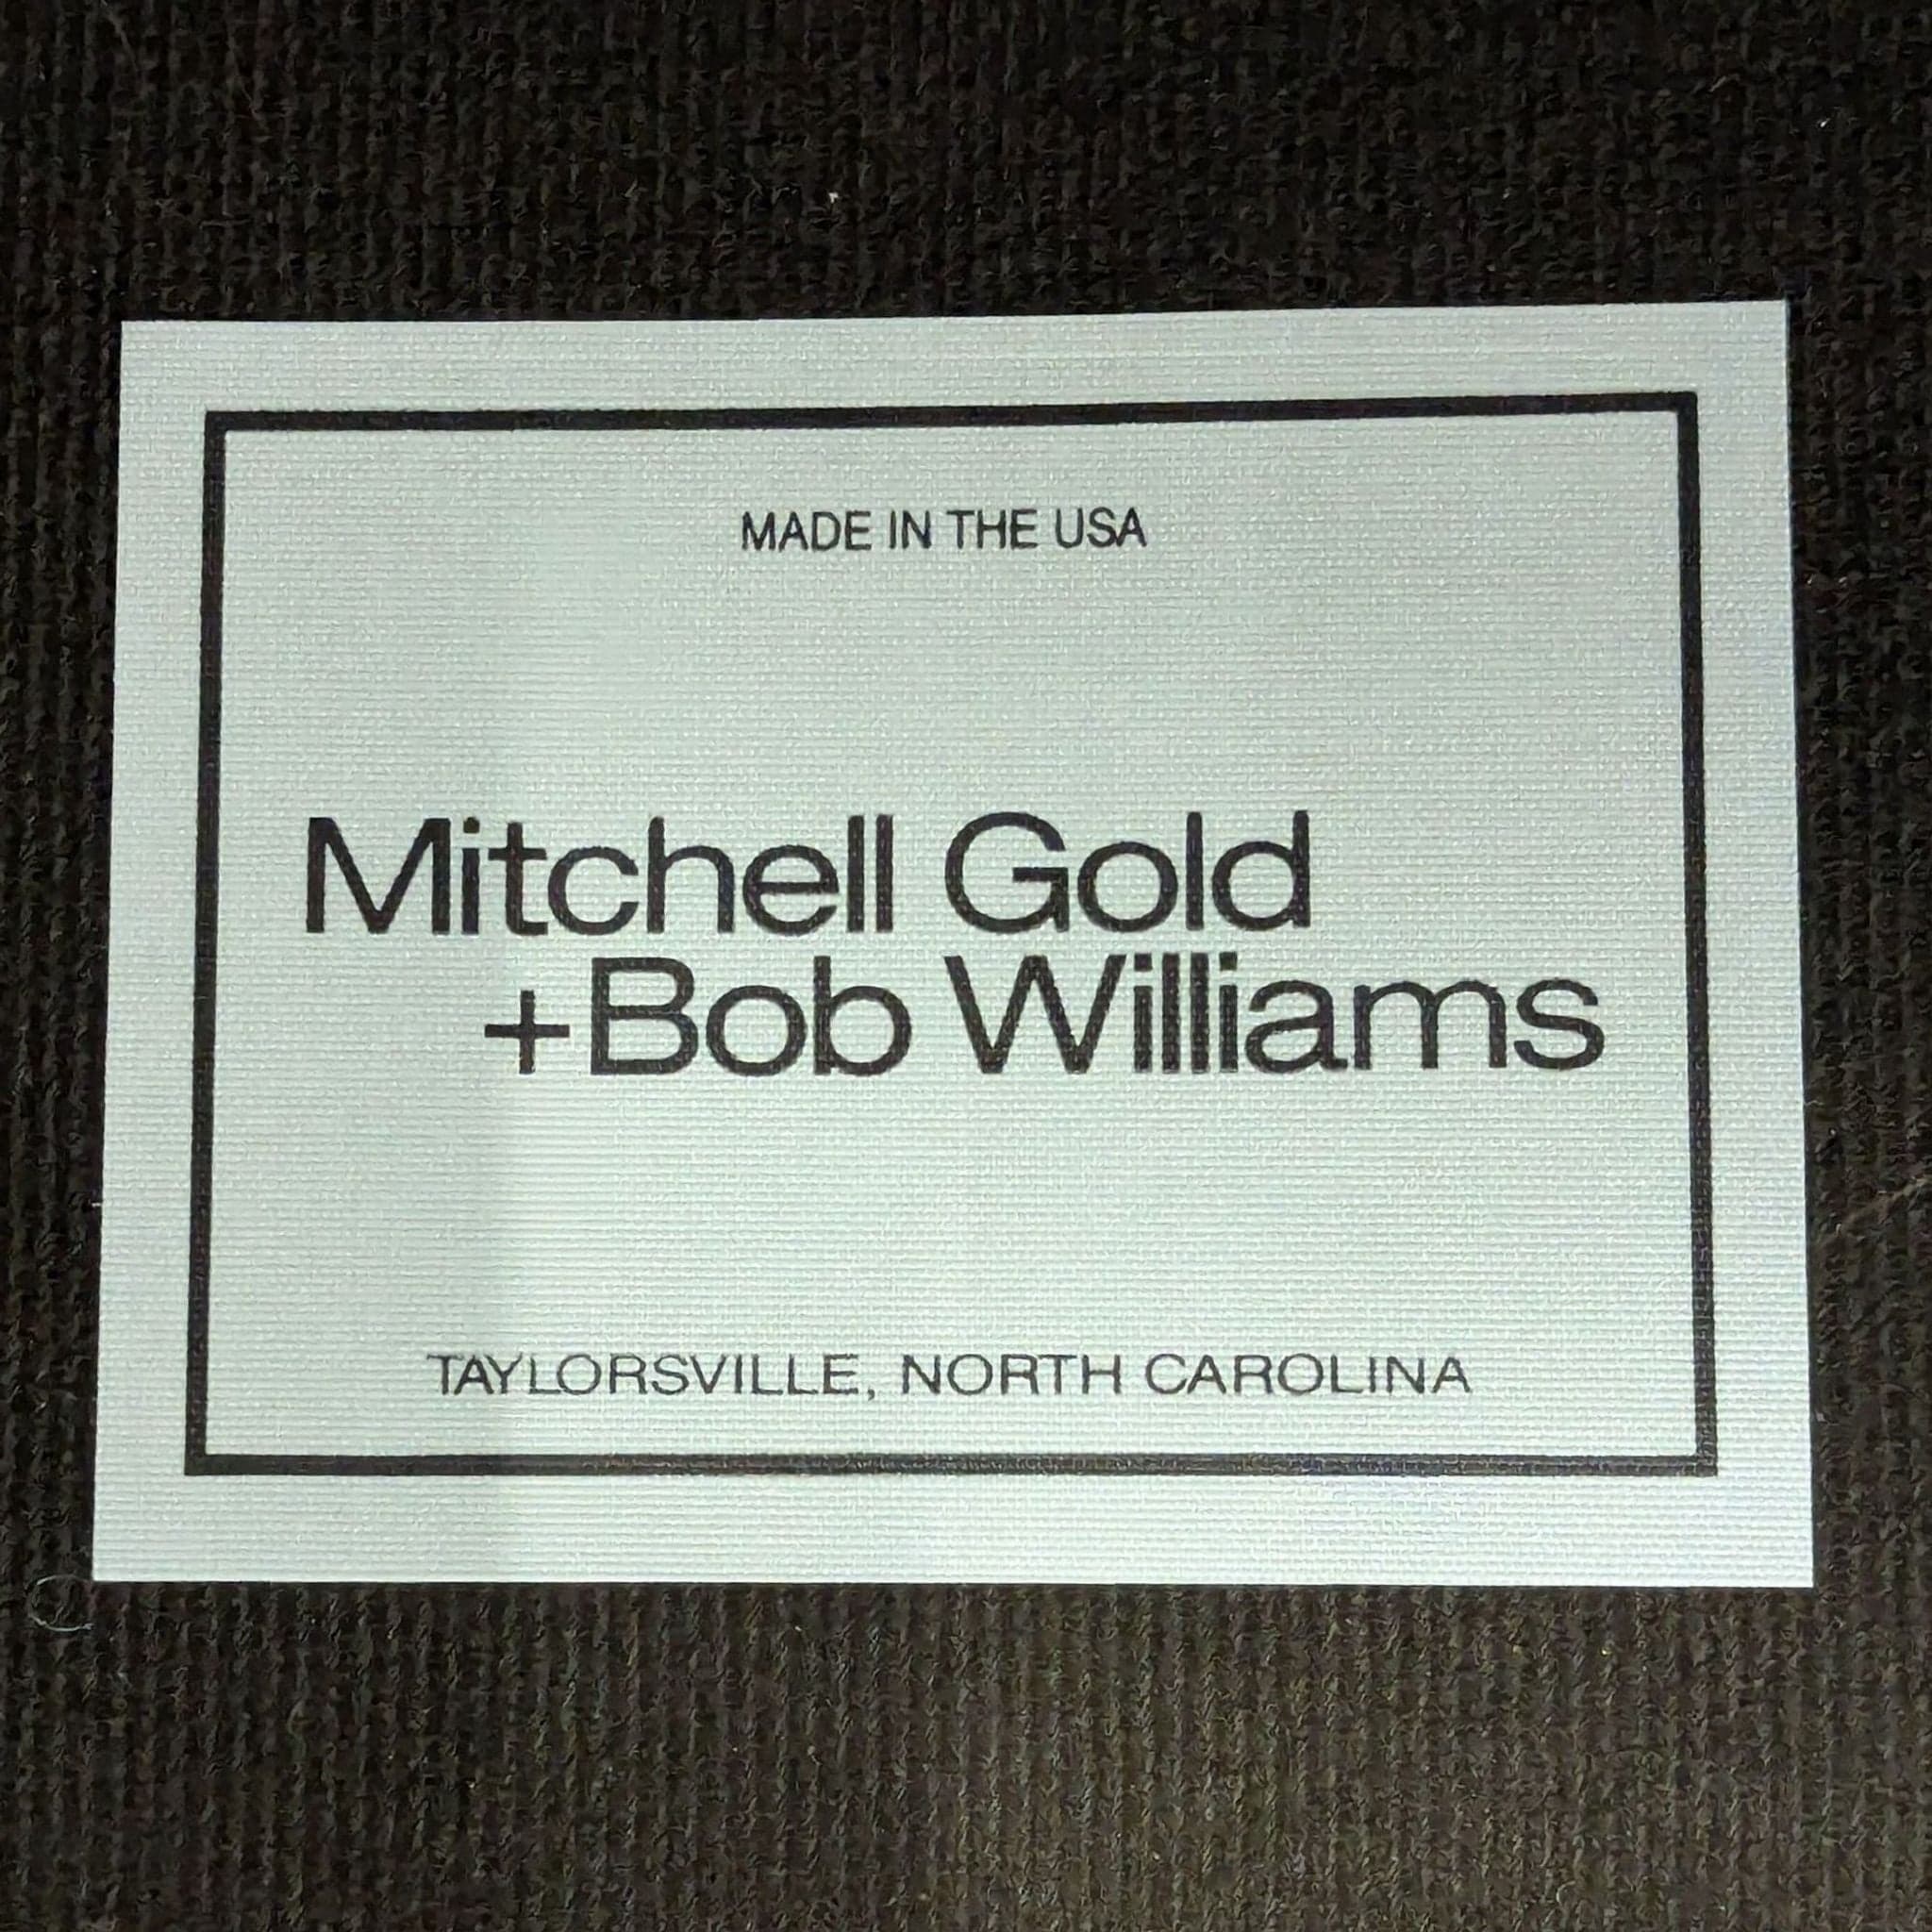 MADE IN THE USA
Mitchell Gold
+Bob Williams
TAYLORSVILLE, NORTH CAROLINA